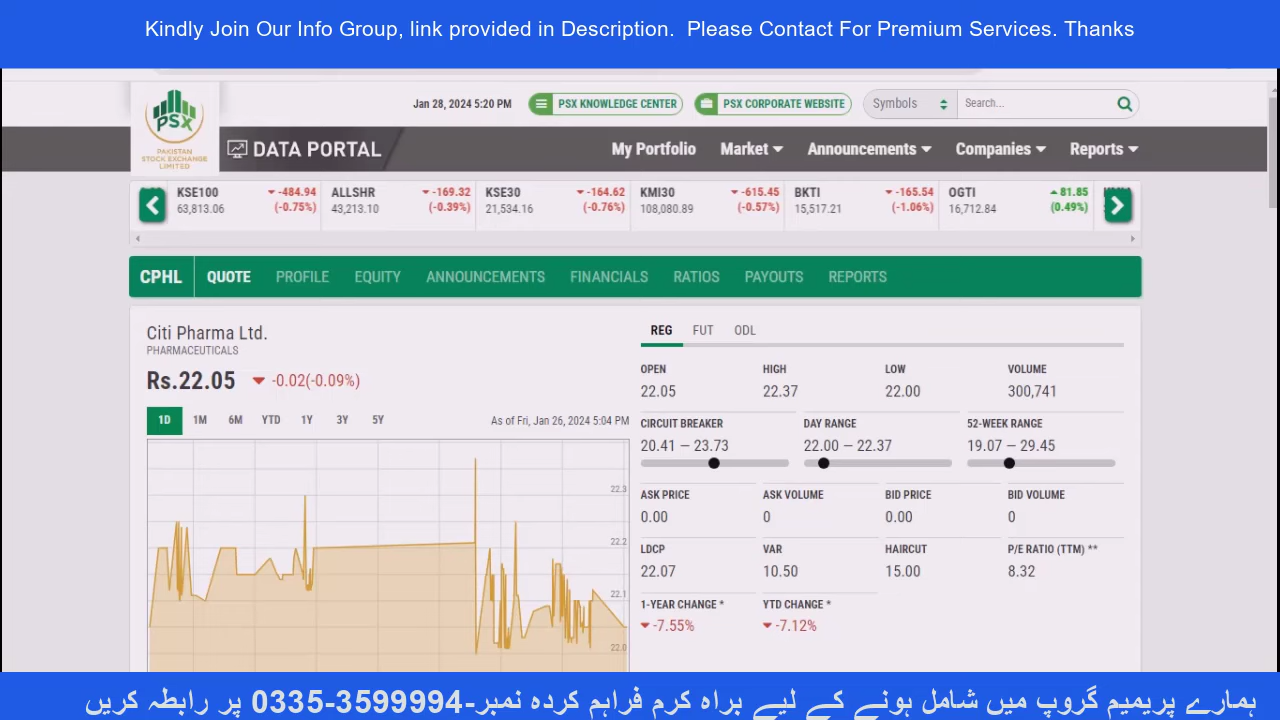 Kindly Join Our Info Group, link provided in Description.  Please Contact For Premium Services. Thanks
PSX
PAKISTAN
STOCK EXCHANGE
LIMITED
Jan 28, 2024 5:20 PM PSX KNOWLEDGE CENTER PSX CORPORATE WEBSITE Symbols Search...
DATA PORTAL My Portfolio Market Announcements Companies Reports
KSE100 -484.94 ALLSHR -169.32 KSE30 -164.62 KMI30 -615.45 BKTI -165.54 OGTI 81.85
63,813.06 (-0.75%) 43,213.10 (-0.39%) 21,534.16 (-0.76%) 108,080.89 (-0.57%) 15,517.21 (-1.06%) 16,712.84 (0.49%)
CPHL QUOTE PROFILE EQUITY ANNOUNCEMENTS FINANCIALS RATIOS PAYOUTS REPORTS
Citi Pharma Ltd.
PHARMACEUTICALS
Rs.22.05 -0.02(-0.09%)
1D 1M 6M YTD 1Y 3Y 5Y As of Fri, Jan 26, 2024 5:04 PM
22.3
22.2
22.1
22.0
REG FUT ODL
OPEN HIGH LOW VOLUME
22.05 22.37 22.00 300,741
CIRCUIT BREAKER DAY RANGE 52-WEEK RANGE
20.41 — 23.73 22.00 — 22.37 19.07 — 29.45
ASK PRICE ASK VOLUME BID PRICE BID VOLUME
0.00 0 0.00 0
LDCP VAR HAIRCUT P/E RATIO (TTM) **
22.07 10.50 15.00 8.32
1-YEAR CHANGE * YTD CHANGE *
-7.55% -7.12%
ہمارے پریمیم گروپ میں شامل ہونے کے لیے براہ کرم فراہم کردہ نمبر-0335-3599994 پر رابطہ کریں